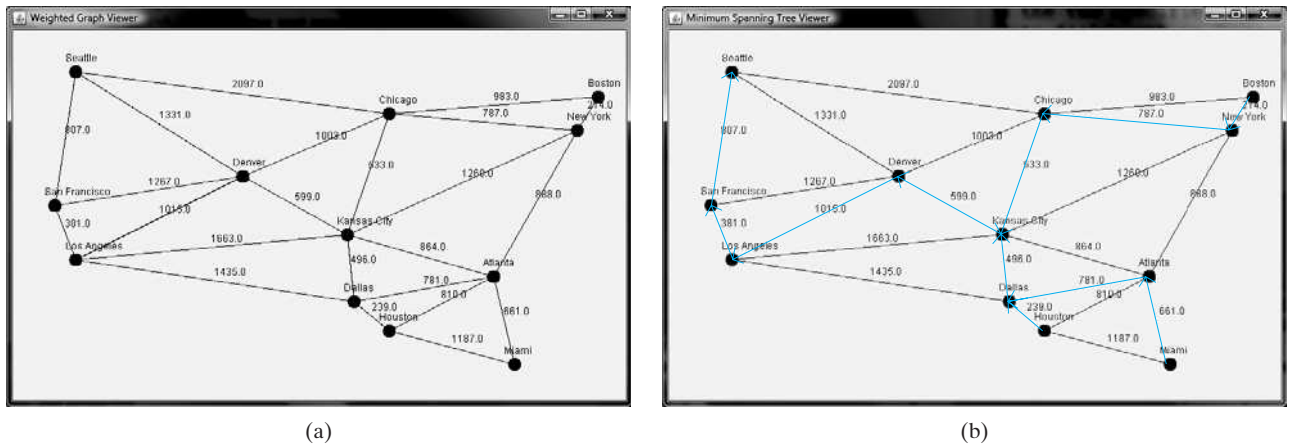 Weighted Graph Viewer
Seattle
2097.0
Boston
983.0
Chicago
214.0
787.0
New York
807.0
1331.0
1003.0
Denver
533.0
1260.0
888.0
San Francisco
1267.0
599.0
381.0
1015.0
Kansas City
Los Angeles
1663.0
864.0
496.0
Atlanta
1435.0
781.0
Dallas
810.0
239.0
Houston
661.0
1187.0
Miami
(a)
Minimum Spanning Tree Viewer
Seattle
2097.0
Boston
983.0
Chicago
214.0
787.0
New York
807.0
1331.0
1003.0
Denver
533.0
1260.0
888.0
San Francisco
1267.0
599.0
381.0
1015.0
Kansas City
Los Angeles
1663.0
864.0
496.0
Atlanta
1435.0
781.0
Dallas
810.0
239.0
Houston
661.0
1187.0
Miami
(b)